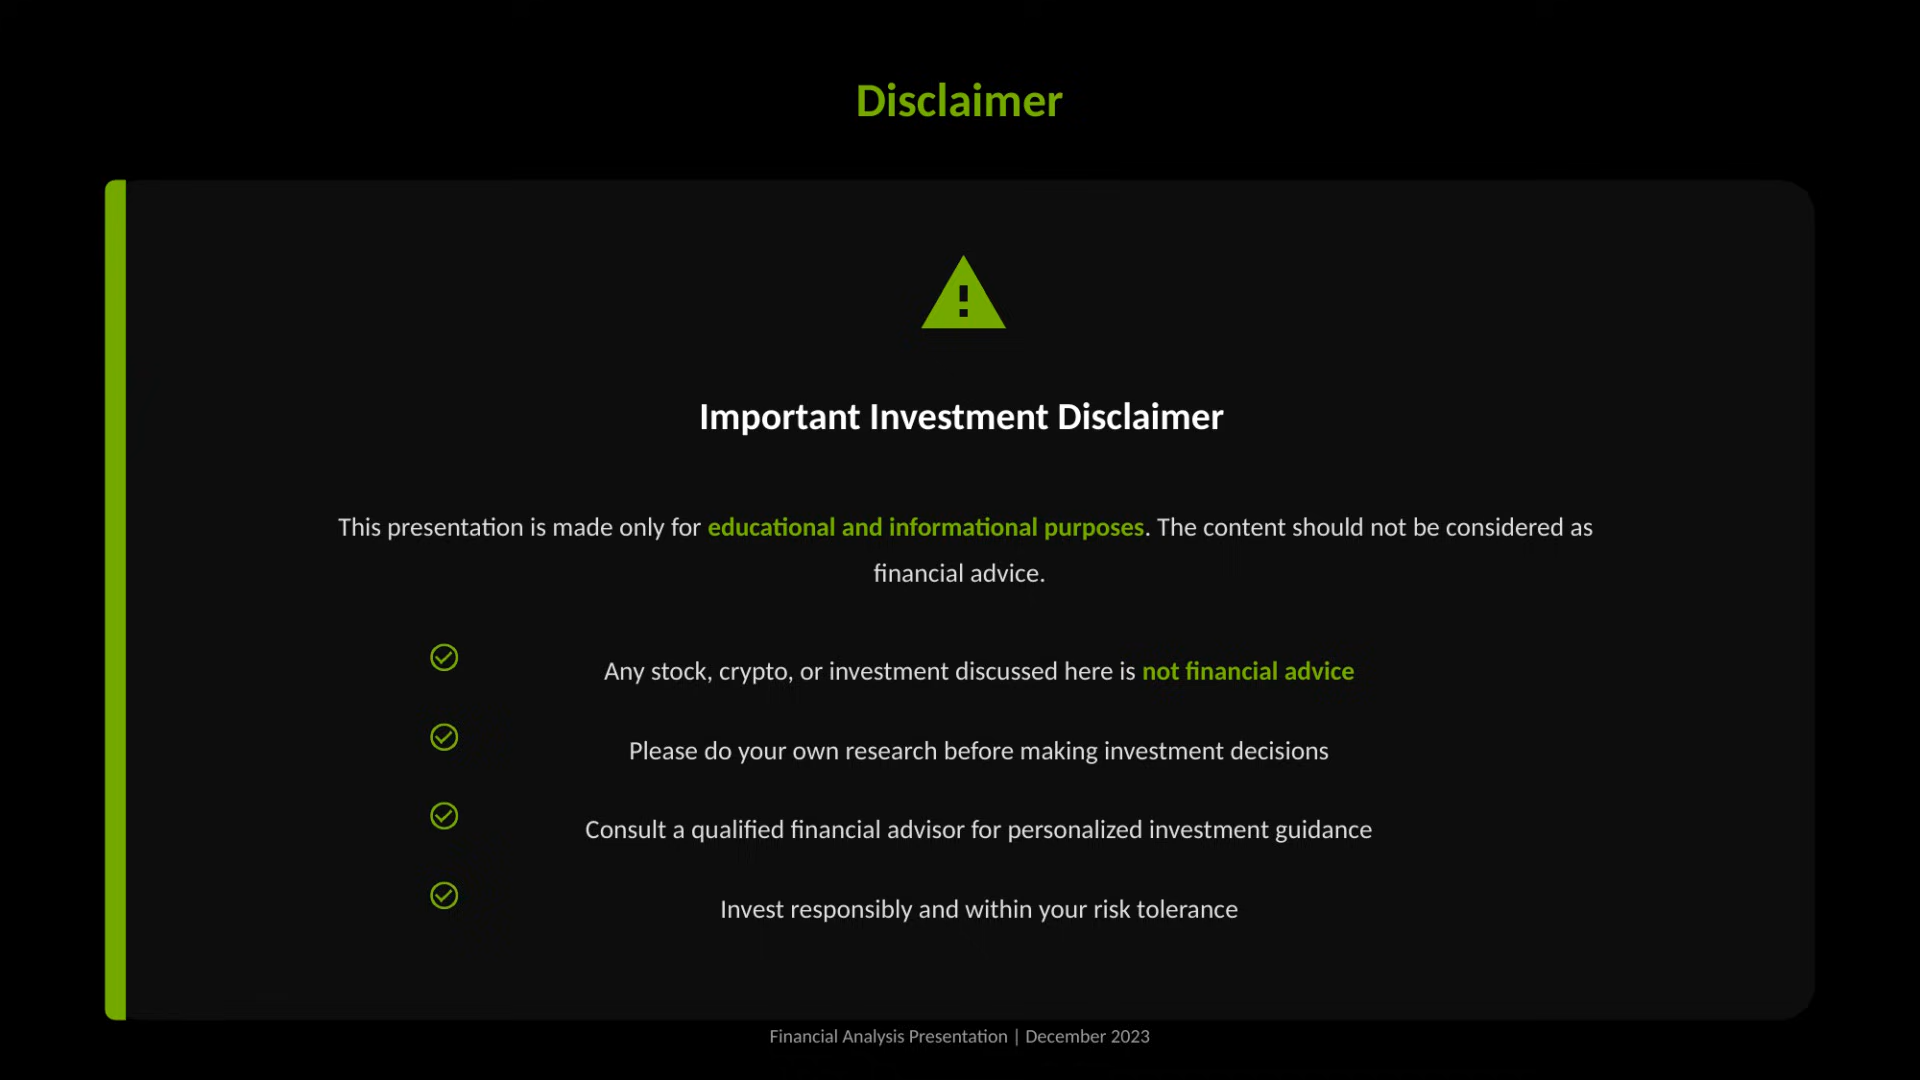 Disclaimer
Important Investment Disclaimer
This presentation is made only for educational and informational purposes. The content should not be considered as
financial advice.
Any stock, crypto, or investment discussed here is not financial advice
Please do your own research before making investment decisions
Consult a qualified financial advisor for personalized investment guidance
Invest responsibly and within your risk tolerance
Financial Analysis Presentation | December 2023